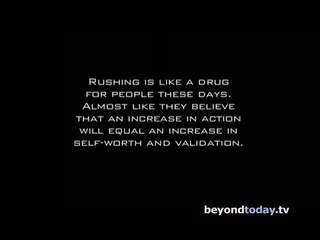 Rushing is like a drug
for people these days.
Almost like they believe
that an increase in action
will equal an increase in
self-worth and validation.
beyondtoday.tv